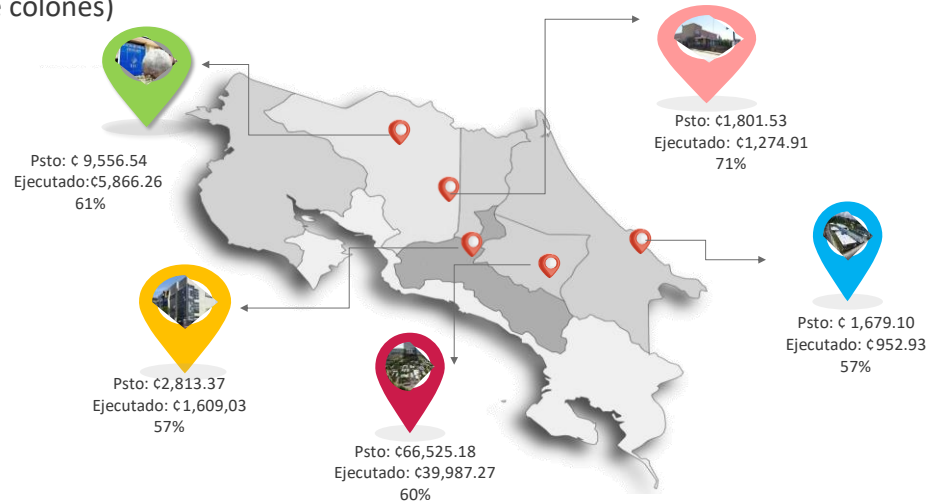 e colones)
Psto: ¢ 9,556.54
Ejecutado:¢5,866.26
61%
Psto: ¢1,801.53
Ejecutado: ¢1,274.91
71%
Psto: ¢ 1,679.10
Ejecutado: ¢952.93
57%
Psto: ¢2,813.37
Ejecutado: ¢1,609,03
57%
Psto: ¢66,525.18
Ejecutado: ¢39,987.27
60%